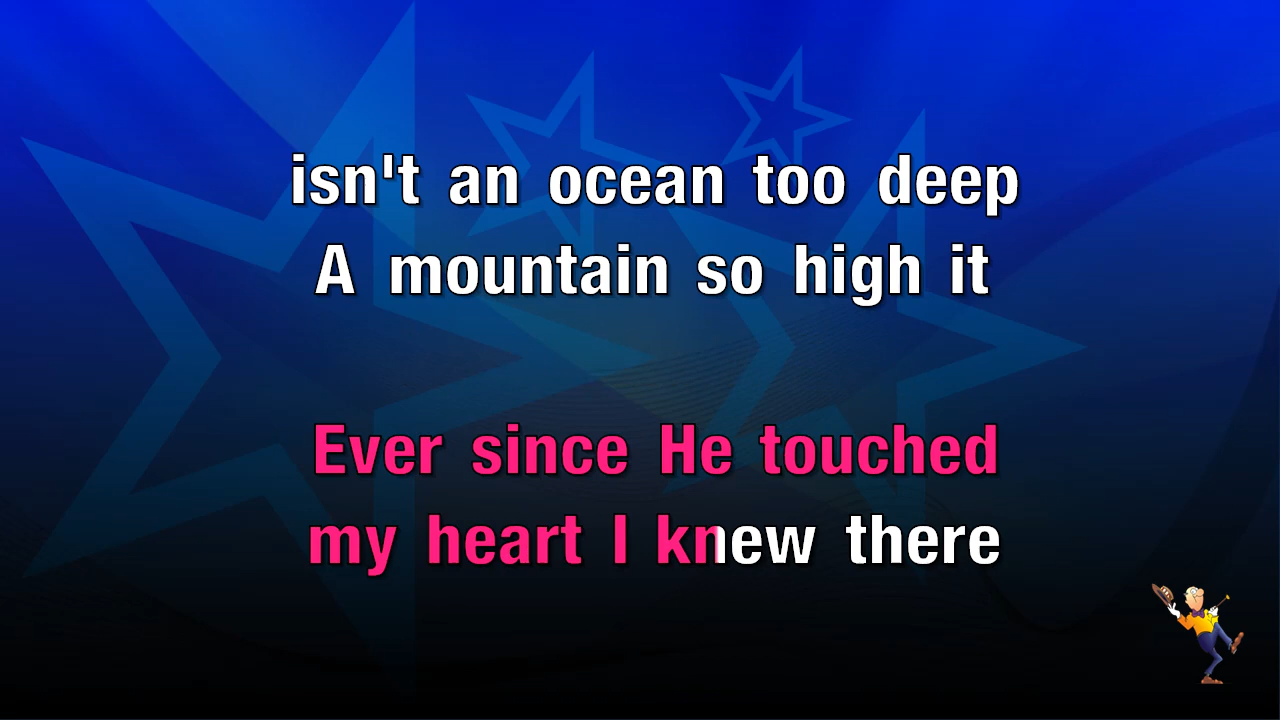 isn't an ocean too deep
A mountain so high it
Ever since He touched
my heart I knew there